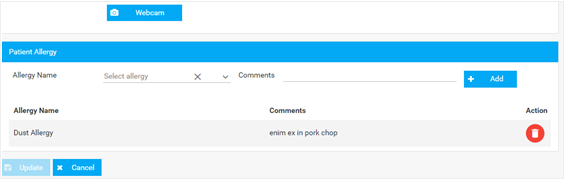 Webcam
Patient Allergy
Allergy Name Select allergy Comments Add
Allergy Name Comments Action
Dust Allergy enim ex in pork chop
Update Cancel